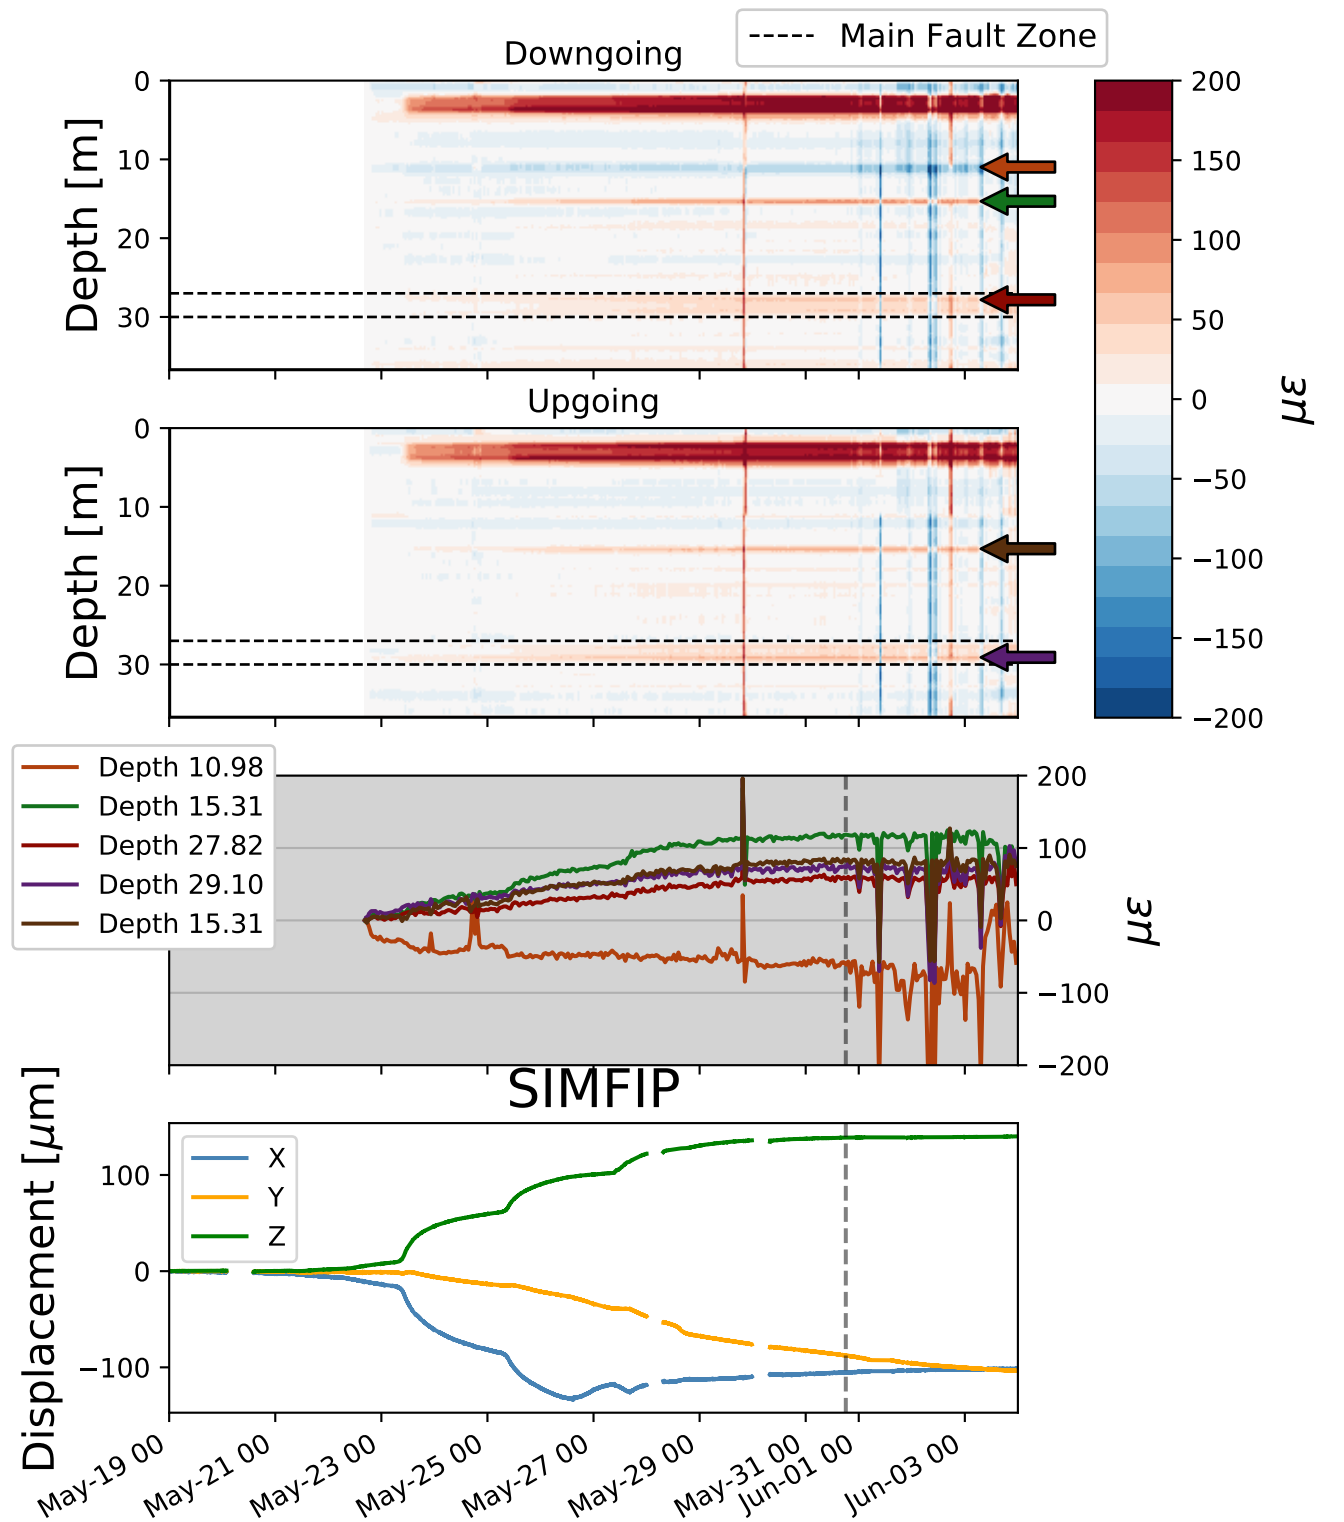 Main Fault Zone
Downgoing
Depth [m]
0
10
20
30
Upgoing
Depth [m]
0
10
20
30
200
150
100
50
0
−50
−100
−150
−200
με
Depth 10.98
Depth 15.31
Depth 27.82
Depth 29.10
Depth 15.31
200
100
0
−100
−200
με
SIMFIP
Displacement [μm]
100
0
−100
X
Y
Z
May-19 00
May-21 00
May-23 00
May-25 00
May-27 00
May-29 00
May-31 00
Jun-01 00
Jun-03 00